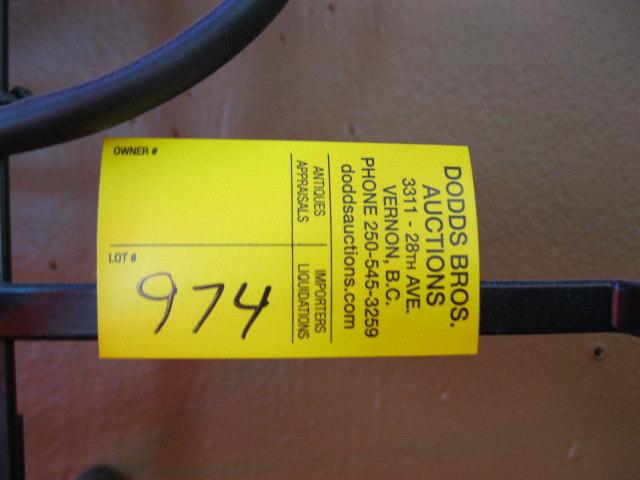 DODDS BROS.
AUCTIONS
3311 - 28TH AVE.
VERNON, B.C.
PHONE 250-545-3259
doddsauctions.com
ANTIQUES IMPORTERS
APPRAISALS LIQUIDATIONS
OWNER #
LOT #
974